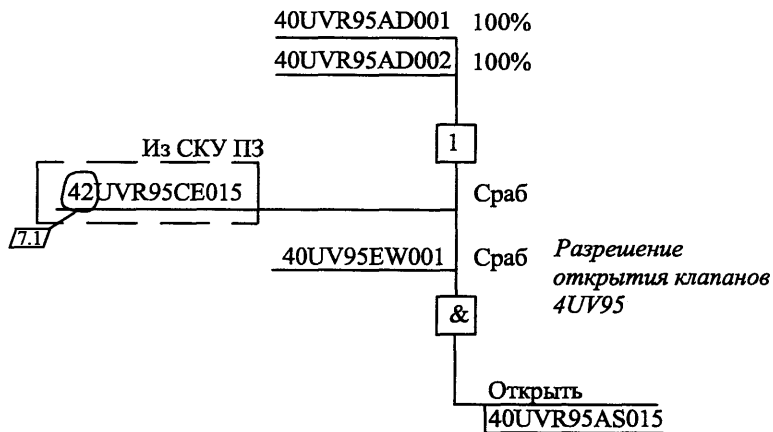 40UVR95AD001 100%
40UVR95AD002 100%
1
Из СКУ ПЗ
42UVR95CE015 Сраб
7.1
40UV95EW001 Сраб Разрешение
открытия клапанов
4UV95
&
Открыть
40UVR95AS015